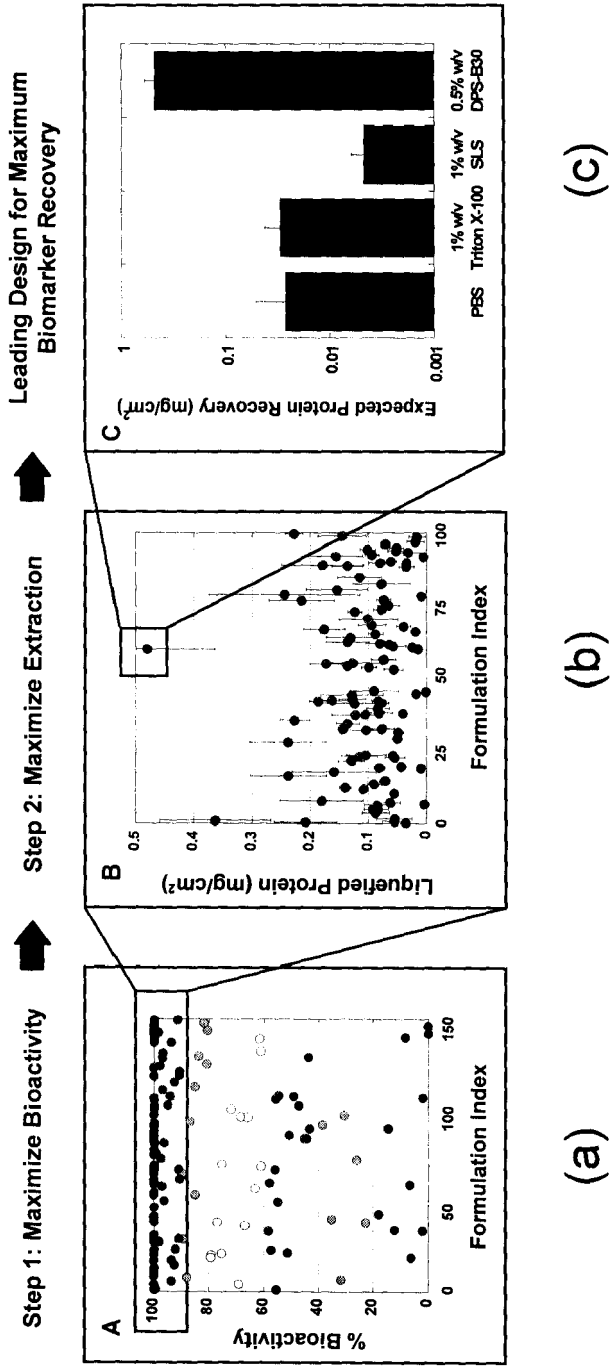 Step 1: Maximize Bioactivity
Step 2: Maximize Extraction
Leading Design for Maximum
Biomarker Recovery
A
% Bioactivity
100
80
60
40
20
0
0
50
100
150
Formulation Index
(a)
B
Liquefied Protein (mg/cm²)
0.5
0.4
0.3
0.2
0.1
0
0
25
50
75
100
Formulation Index
(b)
C
Expected Protein Recovery (mg/cm²)
1
0.1
0.01
0.001
PBS
1% w/v
Triton X-100
1% w/v
SLS
0.5% w/v
DPS-B30
(c)